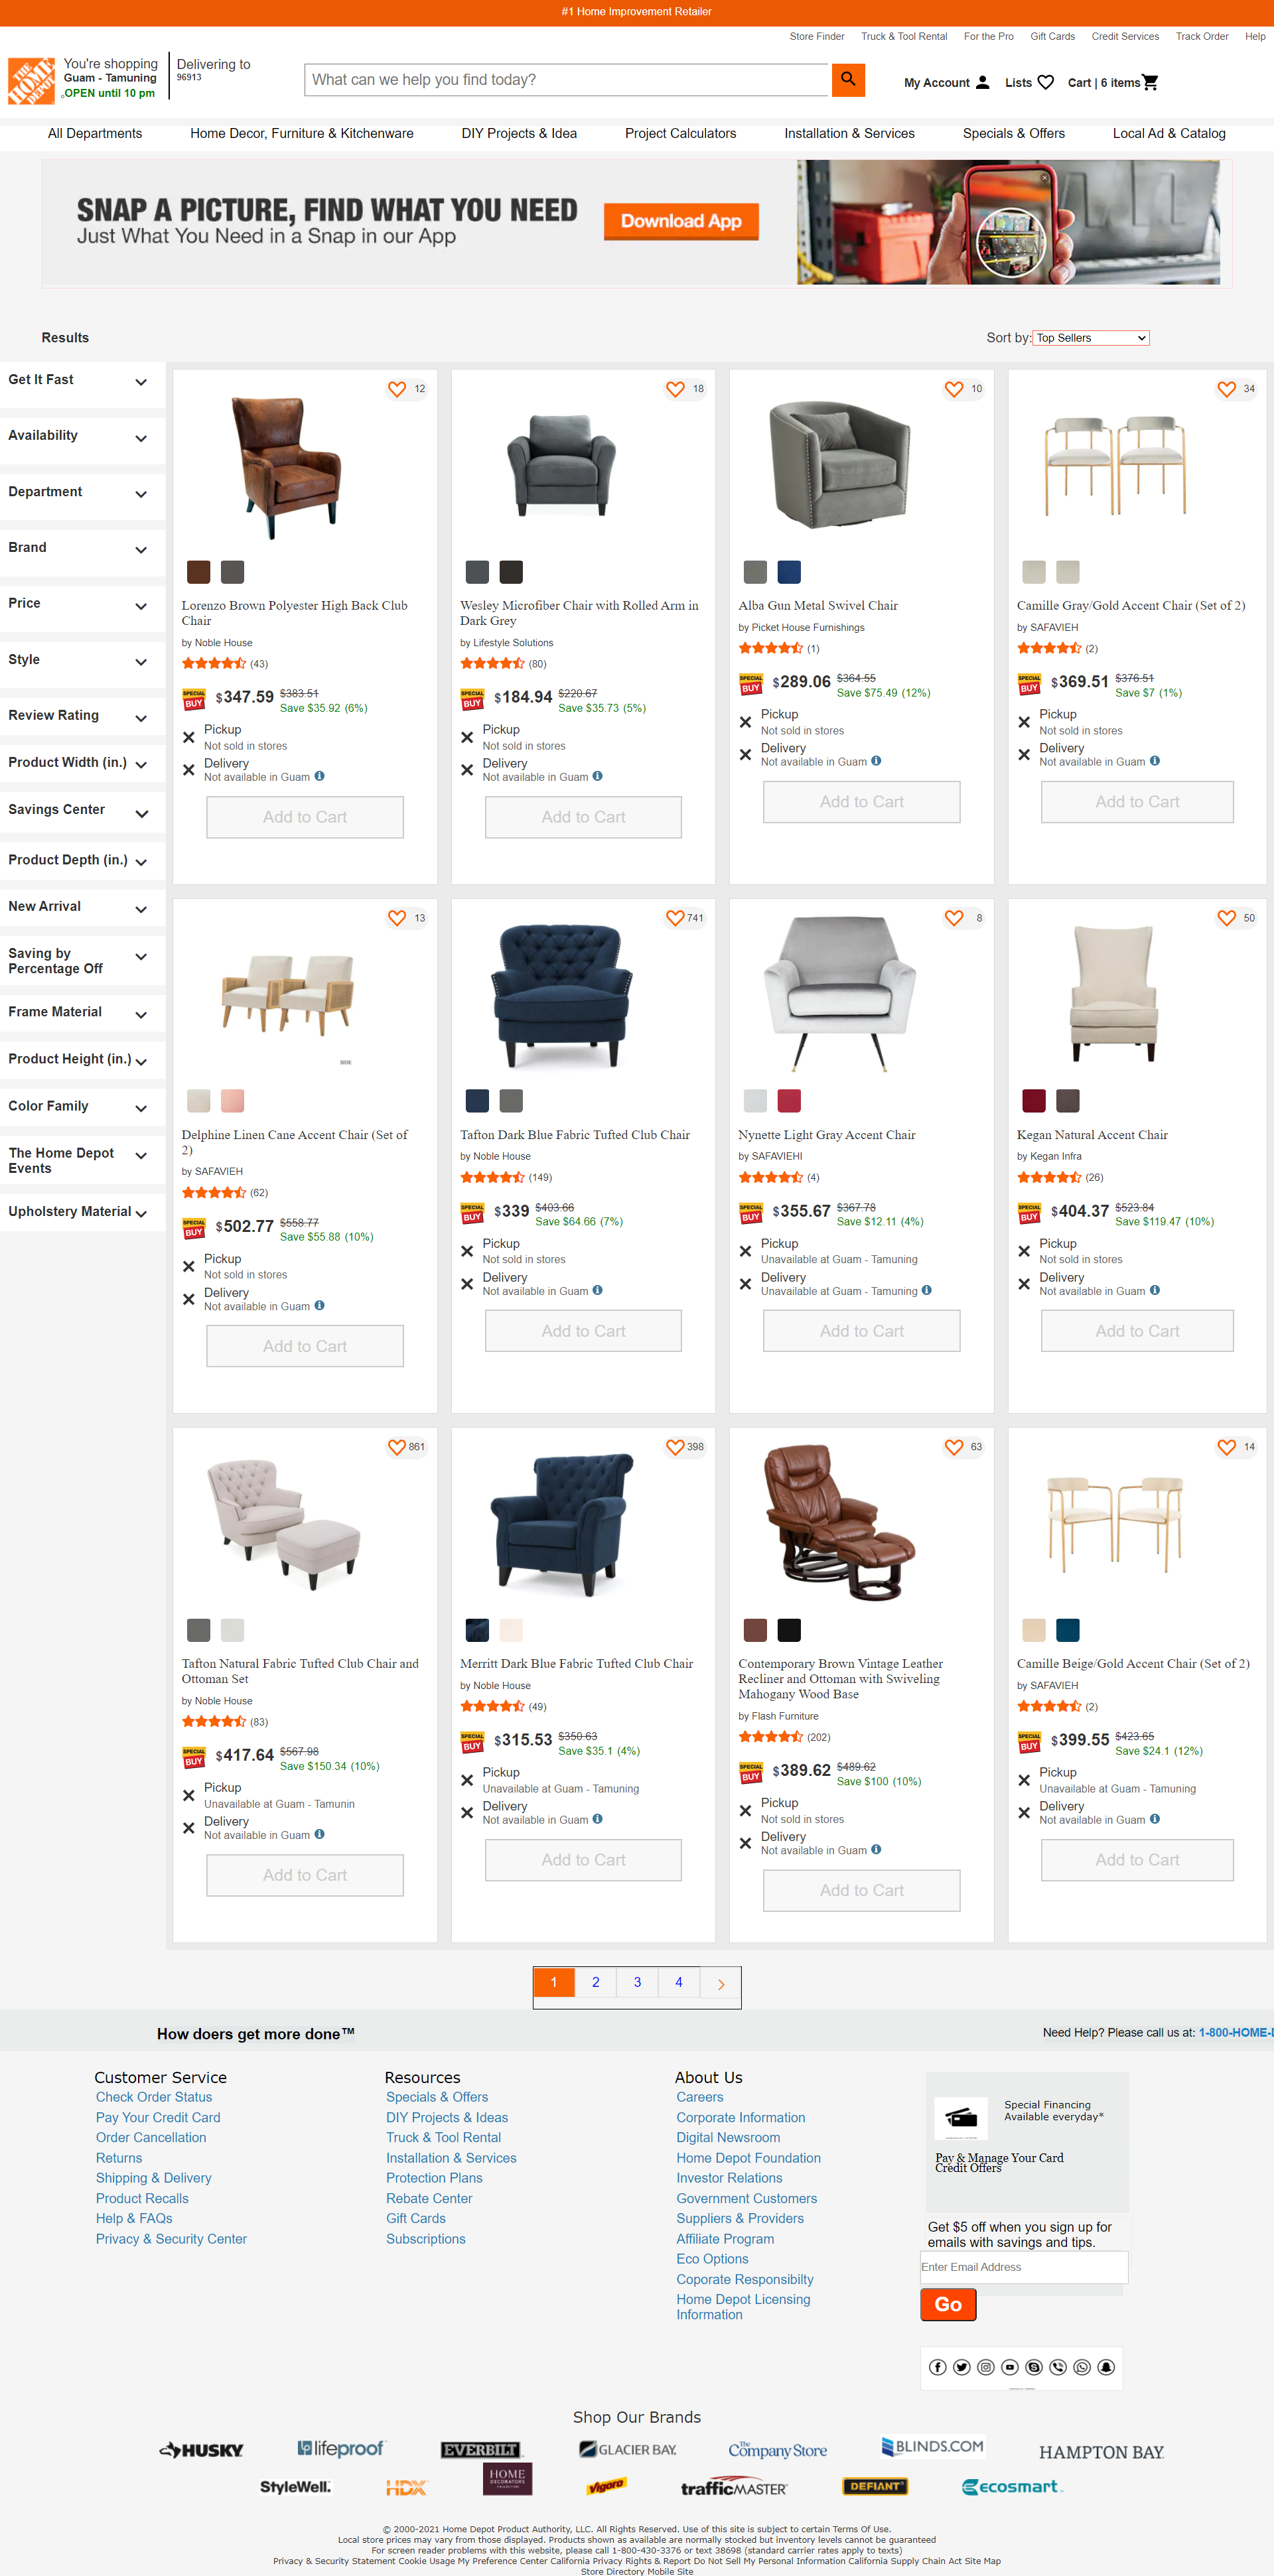 #1 Home Improvement Retailer
Store Finder Truck & Tool Rental For the Pro Gift Cards Credit Services Track Order Help
THE HOME DEPOT
You're shopping
Guam - Tamuning
OPEN until 10 pm
Delivering to
96913
What can we help you find today?
My Account Lists Cart | 6 items
All Departments Home Decor, Furniture & Kitchenware DIY Projects & Idea Project Calculators Installation & Services Specials & Offers Local Ad & Catalog
SNAP A PICTURE, FIND WHAT YOU NEED
Just What You Need in a Snap in our App
Download App
Results
Sort by: Top Sellers
Get It Fast
Availability
Department
Brand
Price
Style
Review Rating
Product Width (in.)
Savings Center
Product Depth (in.)
New Arrival
Saving by
Percentage Off
Frame Material
Product Height (in.)
Color Family
The Home Depot
Events
Upholstery Material
12
Lorenzo Brown Polyester High Back Club
Chair
by Noble House
(43)
SPECIAL BUY $347.59 $383.51
Save $35.92 (6%)
Pickup
Not sold in stores
Delivery
Not available in Guam
Add to Cart
18
Wesley Microfiber Chair with Rolled Arm in
Dark Grey
by Lifestyle Solutions
(80)
SPECIAL BUY $184.94 $220.67
Save $35.73 (5%)
Pickup
Not sold in stores
Delivery
Not available in Guam
Add to Cart
10
Alba Gun Metal Swivel Chair
by Picket House Furnishings
(1)
SPECIAL BUY $289.06 $364.55
Save $75.49 (12%)
Pickup
Not sold in stores
Delivery
Not available in Guam
Add to Cart
34
Camille Gray/Gold Accent Chair (Set of 2)
by SAFAVIEH
(2)
SPECIAL BUY $369.51 $376.51
Save $7 (1%)
Pickup
Not sold in stores
Delivery
Not available in Guam
Add to Cart
13
Delphine Linen Cane Accent Chair (Set of
2)
by SAFAVIEH
(62)
SPECIAL BUY $502.77 $558.77
Save $55.88 (10%)
Pickup
Not sold in stores
Delivery
Not available in Guam
Add to Cart
741
Tafton Dark Blue Fabric Tufted Club Chair
by Noble House
(149)
SPECIAL BUY $339 $403.66
Save $64.66 (7%)
Pickup
Not sold in stores
Delivery
Not available in Guam
Add to Cart
8
Nynette Light Gray Accent Chair
by SAFAVIEHI
(4)
SPECIAL BUY $355.67 $367.78
Save $12.11 (4%)
Pickup
Unavailable at Guam - Tamuning
Delivery
Unavailable at Guam - Tamuning
Add to Cart
50
Kegan Natural Accent Chair
by Kegan Infra
(26)
SPECIAL BUY $404.37 $523.84
Save $119.47 (10%)
Pickup
Not sold in stores
Delivery
Not available in Guam
Add to Cart
861
Tafton Natural Fabric Tufted Club Chair and
Ottoman Set
by Noble House
(83)
SPECIAL BUY $417.64 $567.98
Save $150.34 (10%)
Pickup
Unavailable at Guam - Tamunin
Delivery
Not available in Guam
Add to Cart
398
Merritt Dark Blue Fabric Tufted Club Chair
by Noble House
(49)
SPECIAL BUY $315.53 $350.63
Save $35.1 (4%)
Pickup
Unavailable at Guam - Tamuning
Delivery
Not available in Guam
Add to Cart
63
Contemporary Brown Vintage Leather
Recliner and Ottoman with Swiveling
Mahogany Wood Base
by Flash Furniture
(202)
SPECIAL BUY $389.62 $489.62
Save $100 (10%)
Pickup
Not sold in stores
Delivery
Not available in Guam
Add to Cart
14
Camille Beige/Gold Accent Chair (Set of 2)
by SAFAVIEH
(2)
SPECIAL BUY $399.55 $423.65
Save $24.1 (12%)
Pickup
Unavailable at Guam - Tamuning
Delivery
Not available in Guam
Add to Cart
1 2 3 4
How doers get more done™
Need Help? Please call us at: 1-800-HOME-
Customer Service
Check Order Status
Pay Your Credit Card
Order Cancellation
Returns
Shipping & Delivery
Product Recalls
Help & FAQs
Privacy & Security Center
Resources
Specials & Offers
DIY Projects & Ideas
Truck & Tool Rental
Installation & Services
Protection Plans
Rebate Center
Gift Cards
Subscriptions
About Us
Careers
Corporate Information
Digital Newsroom
Home Depot Foundation
Investor Relations
Government Customers
Suppliers & Providers
Affiliate Program
Eco Options
Coporate Responsibilty
Home Depot Licensing
Information
Special Financing
Available everyday*
Pay & Manage Your Card
Credit Offers
Get $5 off when you sign up for
emails with savings and tips.
Enter Email Address
Go
Shop Our Brands
HUSKY lifeproof EVERBILT GLACIER BAY. The Company Store BLINDS.COM HAMPTON BAY
StyleWell. HDX HOME DECORATORS Vigoro trafficMASTER DEFIANT ecosmart
© 2000-2021 Home Depot Product Authority, LLC. All Rights Reserved. Use of this site is subject to certain Terms Of Use.
Local store prices may vary from those displayed. Products shown as available are normally stocked but inventory levels cannot be guaranteed
For screen reader problems with this website, please call 1-800-430-3376 or text 38698 (standard carrier rates apply to texts)
Privacy & Security Statement Cookie Usage My Preference Center California Privacy Rights & Report Do Not Sell My Personal Information California Supply Chain Act Site Map
Store Directory Mobile Site